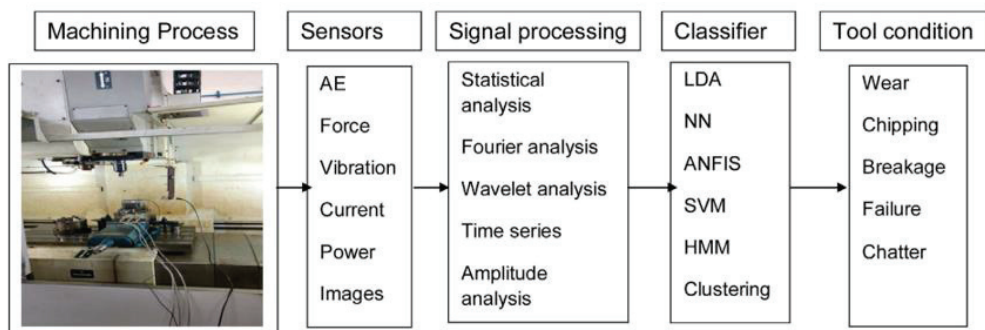 Machining Process
Sensors
Signal processing
Classifier
Tool condition
AE
Force
Vibration
Current
Power
Images
Statistical
analysis
Fourier analysis
Wavelet analysis
Time series
Amplitude
analysis
LDA
NN
ANFIS
SVM
HMM
Clustering
Wear
Chipping
Breakage
Failure
Chatter